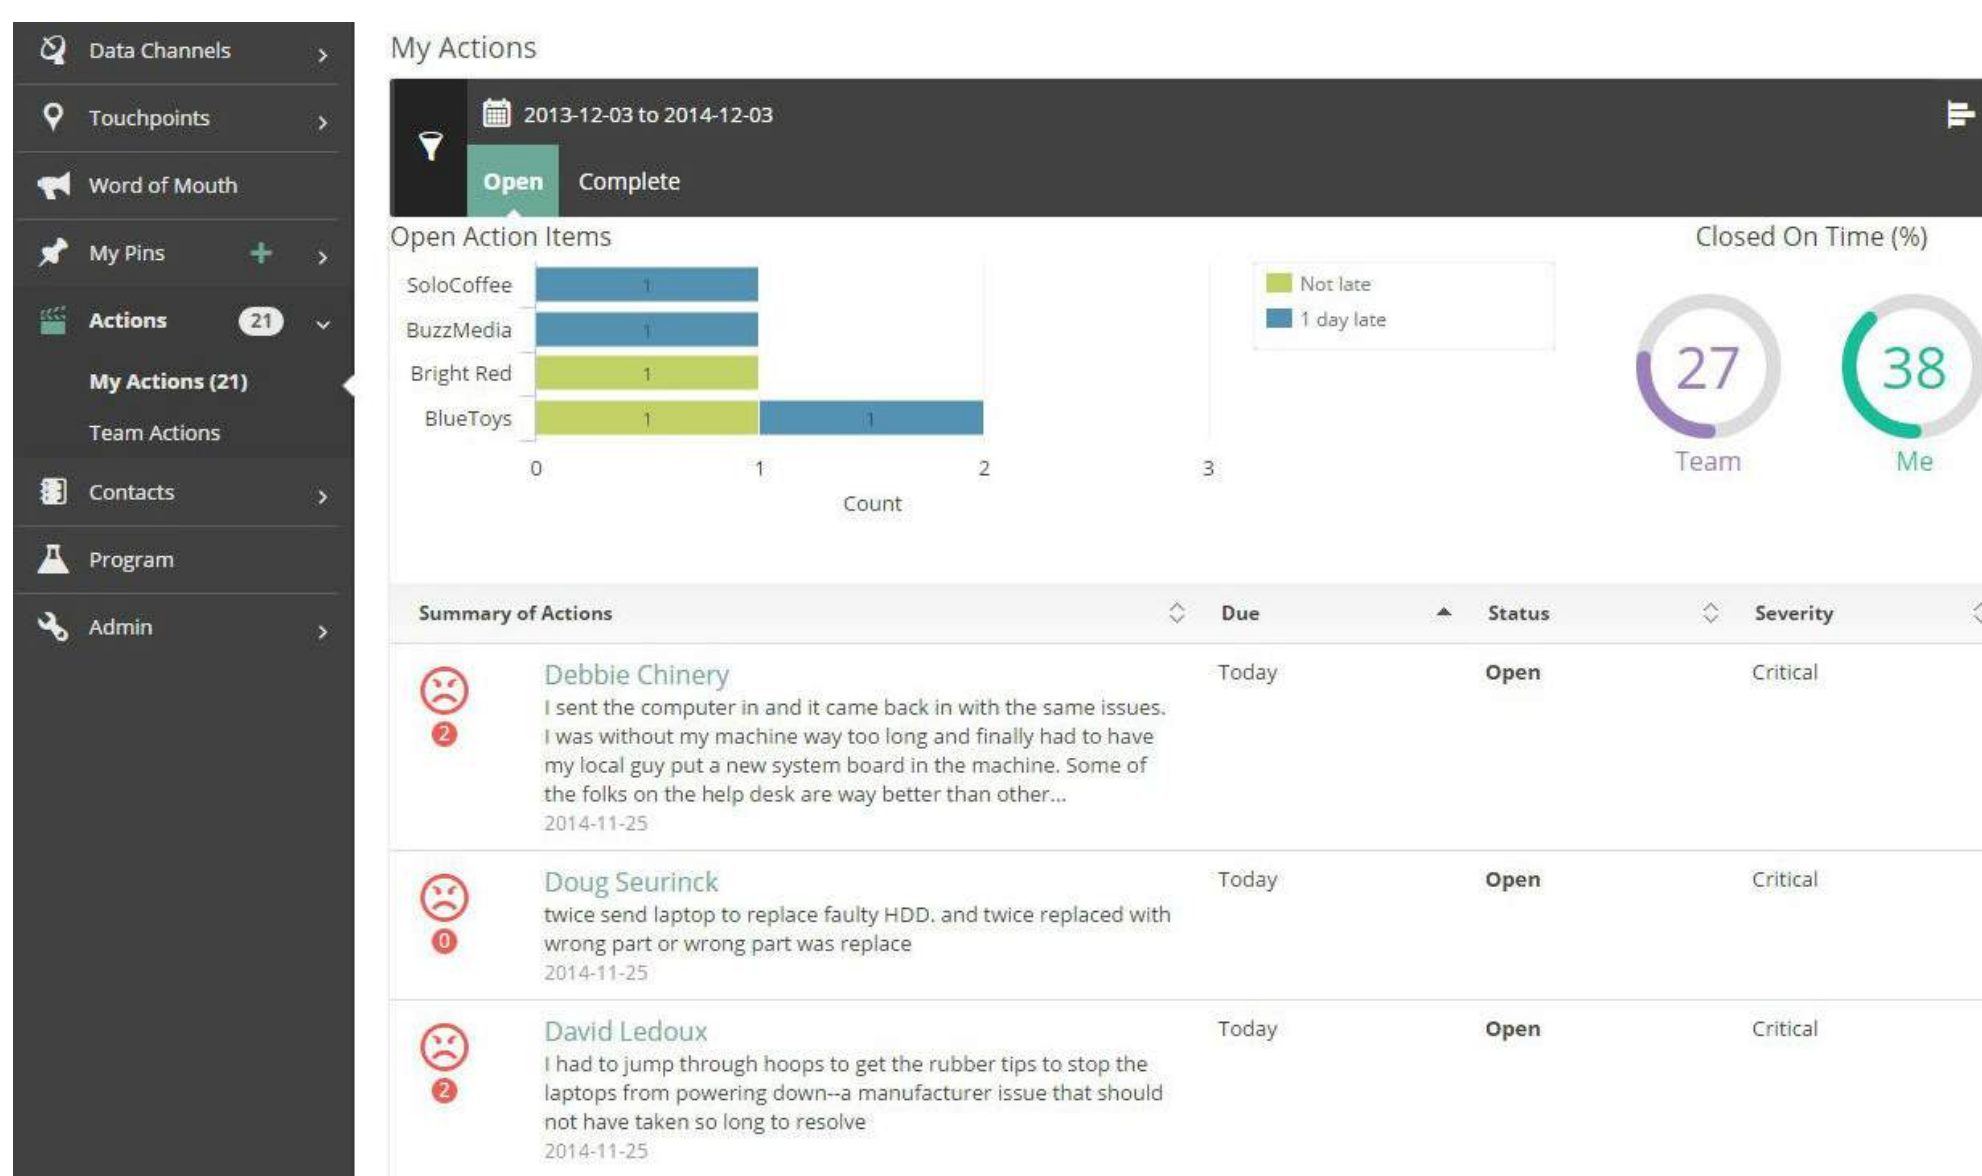 Data Channels
Touchpoints
Word of Mouth
My Pins
Actions 21
My Actions (21)
Team Actions
Contacts
Program
Admin
My Actions
2013-12-03 to 2014-12-03
Open Complete
Open Action Items
SoloCoffee 1
BuzzMedia 1
Bright Red 1
BlueToys 1 1
0 1 2 3
Count
Not late
1 day late
Closed On Time (%)
27 38
Team Me
Summary of Actions Due Status Severity
Debbie Chinery Today Open Critical
I sent the computer in and it came back in with the same issues.
2 I was without my machine way too long and finally had to have
my local guy put a new system board in the machine. Some of
the folks on the help desk are way better than other...
2014-11-25
Doug Seurinck Today Open Critical
twice send laptop to replace faulty HDD. and twice replaced with
0 wrong part or wrong part was replace
2014-11-25
David Ledoux Today Open Critical
I had to jump through hoops to get the rubber tips to stop the
2 laptops from powering down--a manufacturer issue that should
not have taken so long to resolve
2014-11-25